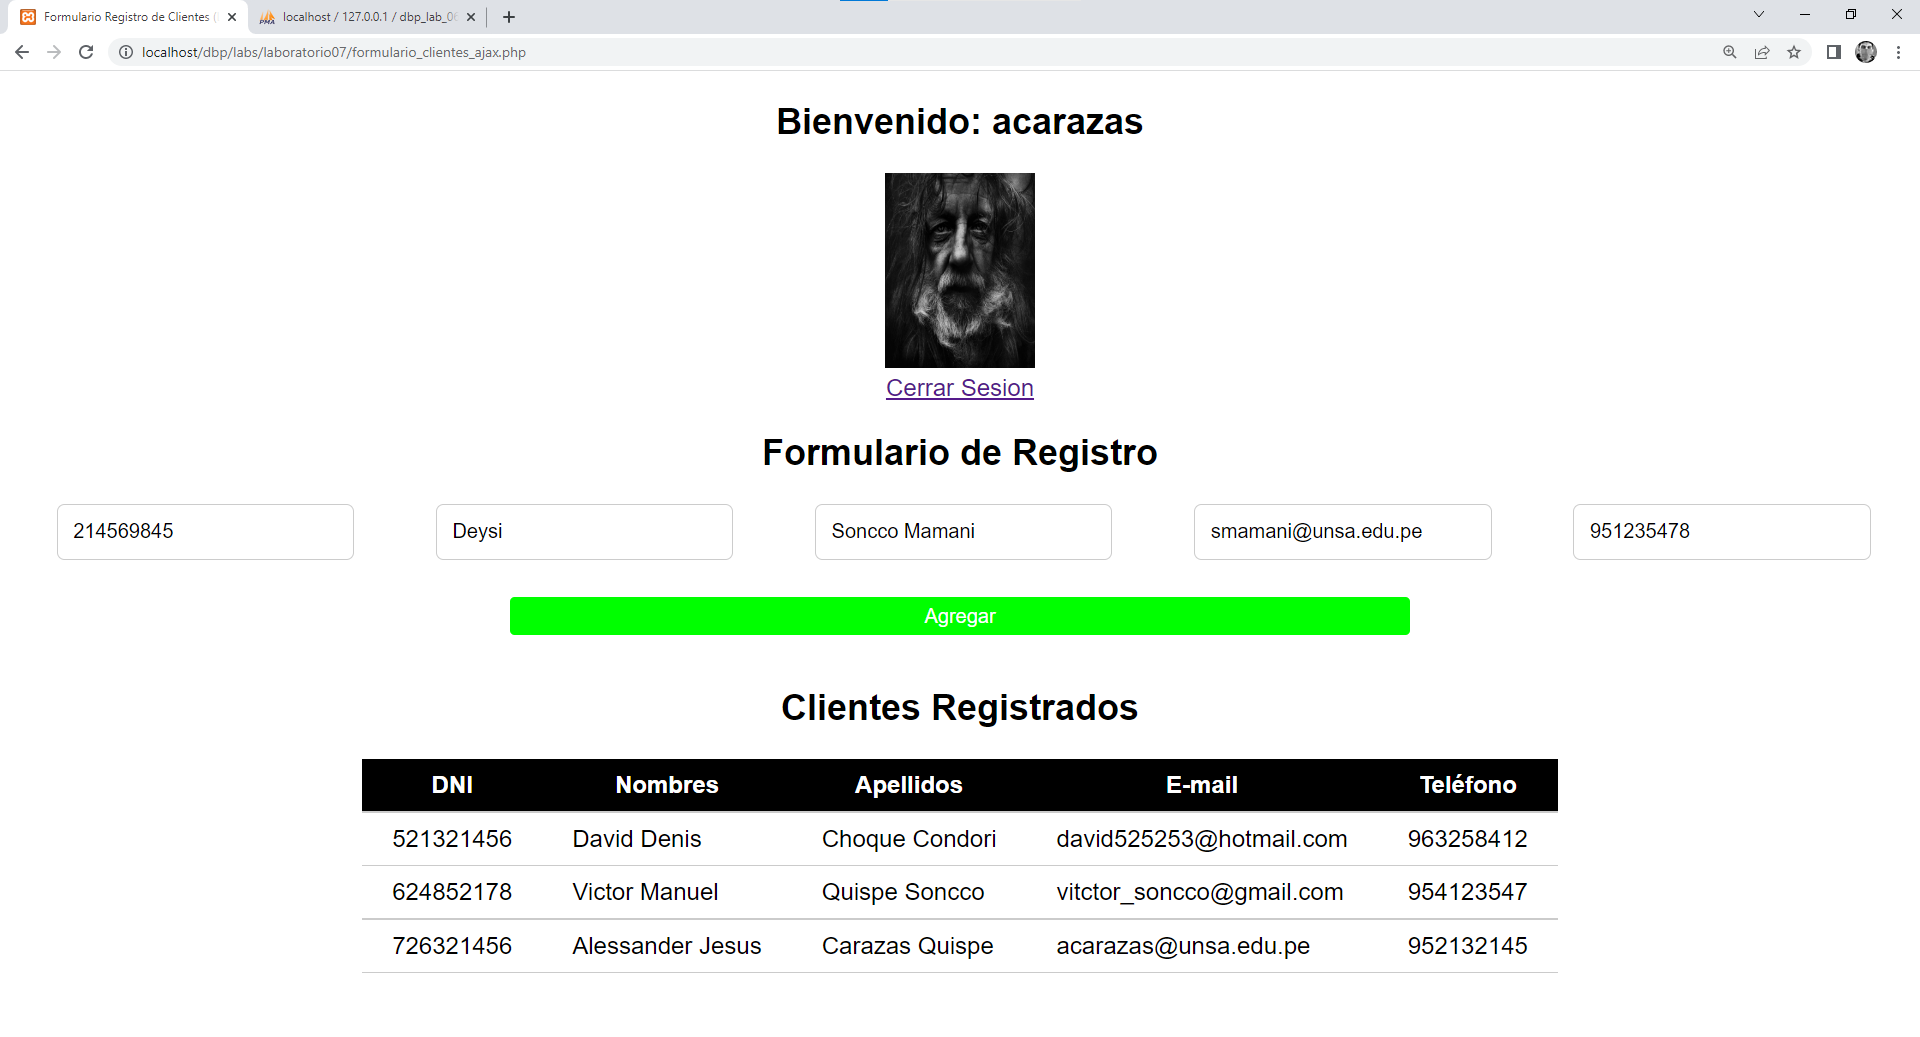 Formulario Registro de Clientes (
localhost / 127.0.0.1 / dbp_lab_06
localhost/dbp/labs/laboratorio07/formulario_clientes_ajax.php
Bienvenido: acarazas
Cerrar Sesion
Formulario de Registro
214569845 Deysi Soncco Mamani smamani@unsa.edu.pe 951235478
Agregar
Clientes Registrados
DNI Nombres Apellidos E-mail Teléfono
521321456 David Denis Choque Condori david525253@hotmail.com 963258412
624852178 Victor Manuel Quispe Soncco vitctor_soncco@gmail.com 954123547
726321456 Alessander Jesus Carazas Quispe acarazas@unsa.edu.pe 952132145